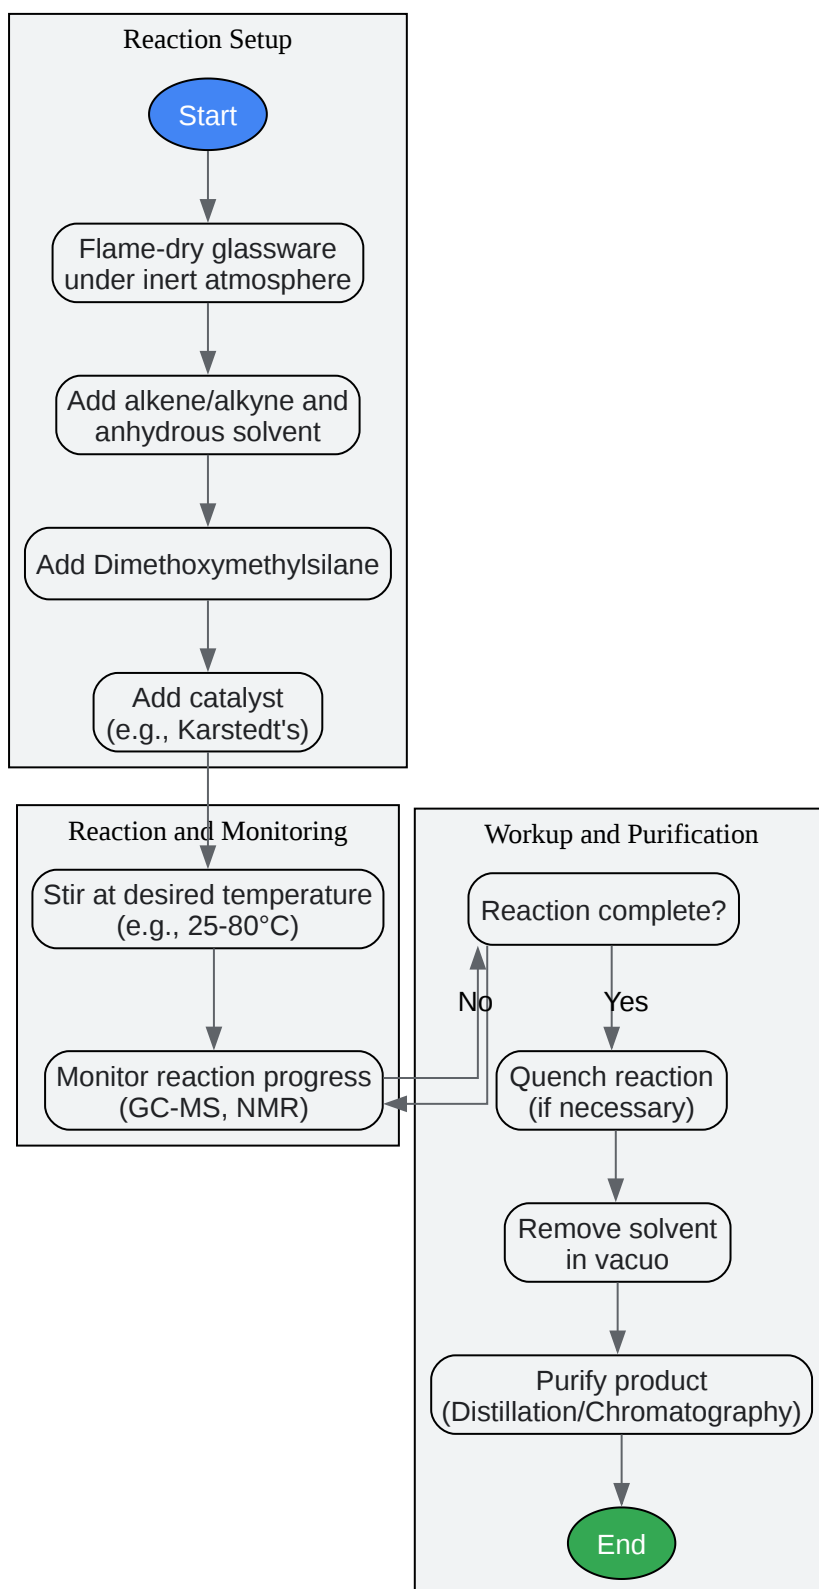 Reaction Setup
Start
Flame-dry glassware
under inert atmosphere
Add alkene/alkyne and
anhydrous solvent
Add Dimethoxymethylsilane
Add catalyst
(e.g., Karstedt's)
Reaction and Monitoring
Stir at desired temperature
(e.g., 25-80°C)
Monitor reaction progress
(GC-MS, NMR)
Workup and Purification
Reaction complete?
No
Yes
Quench reaction
(if necessary)
Remove solvent
in vacuo
Purify product
(Distillation/Chromatography)
End